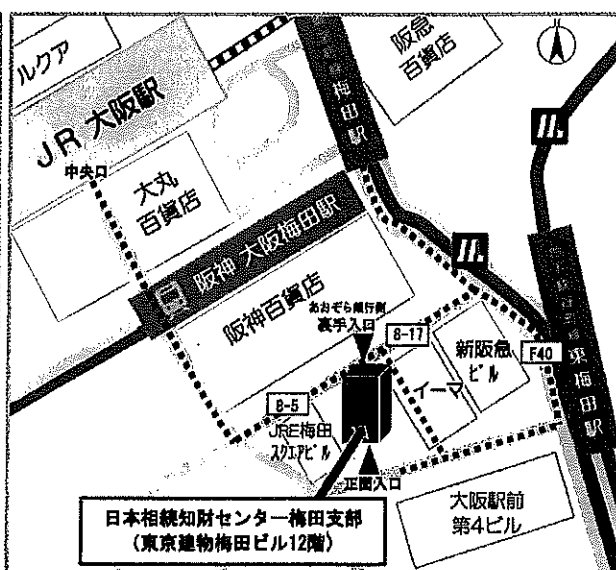 ルクア
阪急
百貨店
JR 大阪駅
中央口
梅田駅
大丸
百貨店
阪神 大阪梅田駅
阪神百貨店
あおぞら銀行側
裏手入口
8-17
新阪急
ビル
F40
東梅田駅
イーマ
8-5
JRE梅田
スクエアビル
正面入口
大阪駅前
第4ビル
日本相続知財センター梅田支部
(東京建物梅田ビル12階)